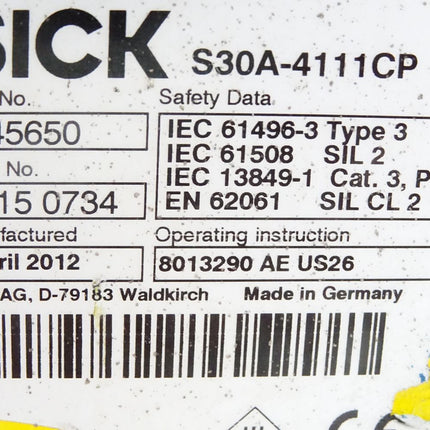 SICK S30A-4111CP
No. Safety Data
45650 IEC 61496-3 Type 3
IEC 61508 SIL 2
No. IEC 13849-1 Cat. 3, P
15 0734 EN 62061 SIL CL 2
factured Operating instruction
ril 2012 8013290 AE US26
AG, D-79183 Waldkirch Made in Germany